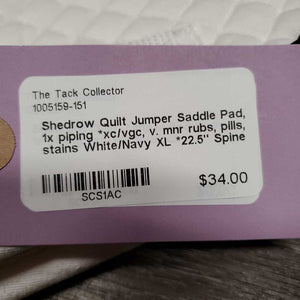 The Tack Collector
1005159-151
Shedrow Quilt Jumper Saddle Pad,
1x piping *xc/vgc, v. mnr rubs, pills,
stains White/Navy XL *22.5" Spine
$34.00
SCS1AC